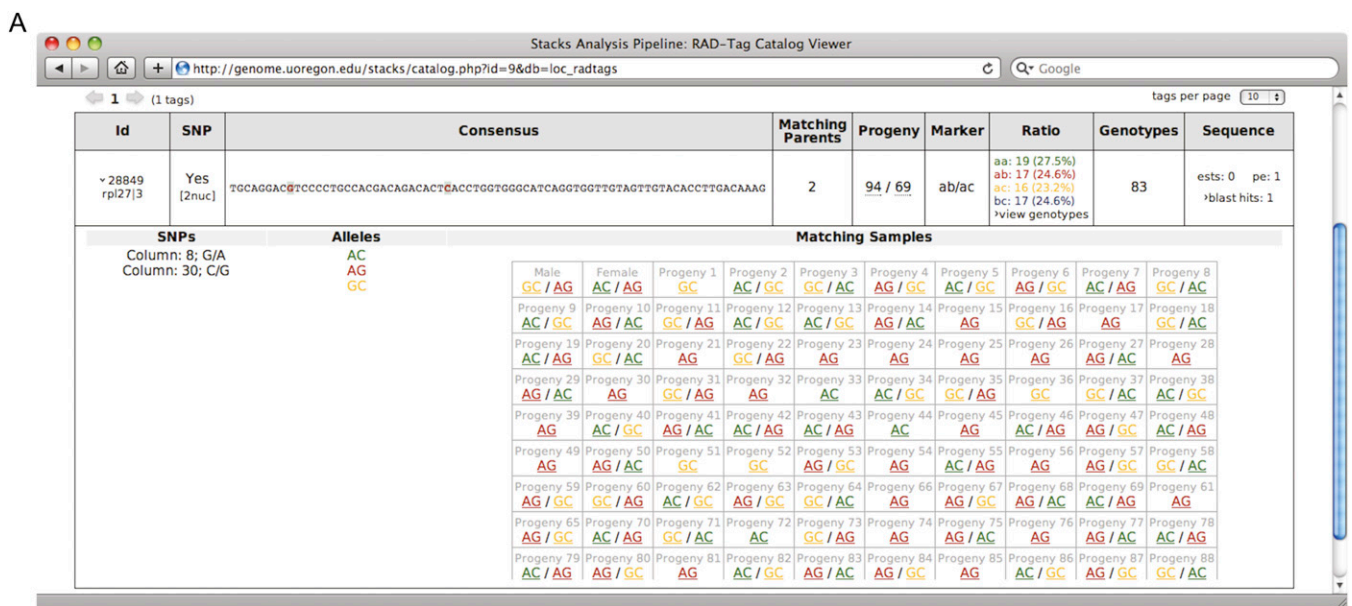 A
Stacks Analysis Pipeline: RAD-Tag Catalog Viewer
http://genome.uoregon.edu/stacks/catalog.php?id=9&db=loc_radtags
Google
1 (1 tags)
tags per page 10
Id SNP Consensus Matching Parents Progeny Marker Ratio Genotypes Sequence
28849 rpl27|3
Yes [2nuc]
TGCAGGACGTCCCCTGCCACGACAGACACTCACCTGGTGGGCATCAGGTGGTTGTAGTTGTACACCTTGACAAAG
2
94 / 69
ab/ac
aa: 19 (27.5%)
ab: 17 (24.6%)
ac: 16 (23.2%)
bc: 17 (24.6%)
›view genotypes
83
ests: 0 pe: 1
›blast hits: 1
SNPs Alleles Matching Samples
Column: 8; G/A AC
Column: 30; C/G AG
GC
Male Female Progeny 1 Progeny 2 Progeny 3 Progeny 4 Progeny 5 Progeny 6 Progeny 7 Progeny 8
GC / AG AC / AG GC AC / GC GC / AC AG / GC AC / GC AG / GC AC / AG GC / AC
Progeny 9 Progeny 10 Progeny 11 Progeny 12 Progeny 13 Progeny 14 Progeny 15 Progeny 16 Progeny 17 Progeny 18
AC / GC AG / AC GC / AG AC / GC AC / GC AG / AC AG GC / AG AG GC / AC
Progeny 19 Progeny 20 Progeny 21 Progeny 22 Progeny 23 Progeny 24 Progeny 25 Progeny 26 Progeny 27 Progeny 28
AC / AG GC / AC AG GC / AG AG AG AG AG AG / AC AG
Progeny 29 Progeny 30 Progeny 31 Progeny 32 Progeny 33 Progeny 34 Progeny 35 Progeny 36 Progeny 37 Progeny 38
AG / AC AG GC / AG AG AC AC / GC GC / AG GC GC / AC AC / GC
Progeny 39 Progeny 40 Progeny 41 Progeny 42 Progeny 43 Progeny 44 Progeny 45 Progeny 46 Progeny 47 Progeny 48
AG AC / GC AG / AC AC / AG AC / AG AC AG AC / AG AG / GC AC / AG
Progeny 49 Progeny 50 Progeny 51 Progeny 52 Progeny 53 Progeny 54 Progeny 55 Progeny 56 Progeny 57 Progeny 58
AG AG / AC GC GC AG / GC AG AC / AG AG AG / GC GC / AC
Progeny 59 Progeny 60 Progeny 62 Progeny 63 Progeny 64 Progeny 66 Progeny 67 Progeny 68 Progeny 69 Progeny 61
AG / GC GC / AG AC / GC AG / GC GC / AC AG AG / GC AG / AC AC / AG AG
Progeny 65 Progeny 70 Progeny 71 Progeny 72 Progeny 73 Progeny 74 Progeny 75 Progeny 76 Progeny 77 Progeny 78
AG / GC AC / AG GC / AC AC GC / AG AG AG / AC AG AG / AC AC / AG
Progeny 79 Progeny 80 Progeny 81 Progeny 82 Progeny 83 Progeny 84 Progeny 85 Progeny 86 Progeny 87 Progeny 88
AC / AG AG / GC AG AC / GC AG / AC AG / GC AG AC / GC AG / GC GC / AC